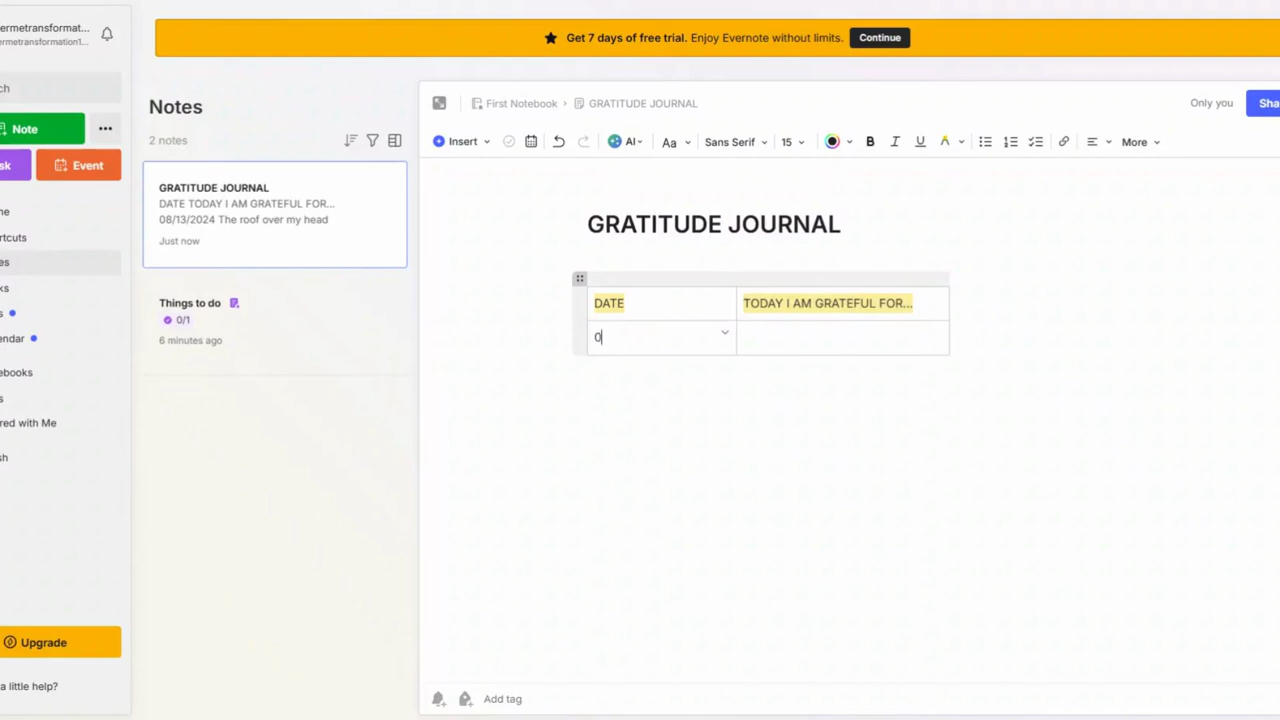 ermetransformat...
ermetransformation1...
ch
Note
sk
Event
me
ortcuts
es
ks
s
endar
ebooks
s
red with Me
sh
Upgrade
a little help?
Get 7 days of free trial. Enjoy Evernote without limits.
Continue
Notes
2 notes
GRATITUDE JOURNAL
DATE TODAY I AM GRATEFUL FOR...
08/13/2024 The roof over my head
Just now
Things to do
0/1
6 minutes ago
First Notebook > GRATITUDE JOURNAL
Only you
Sha
Insert
AI
Aa
Sans Serif
15
B
I
U
A
More
GRATITUDE JOURNAL
DATE
TODAY I AM GRATEFUL FOR...
0
Add tag